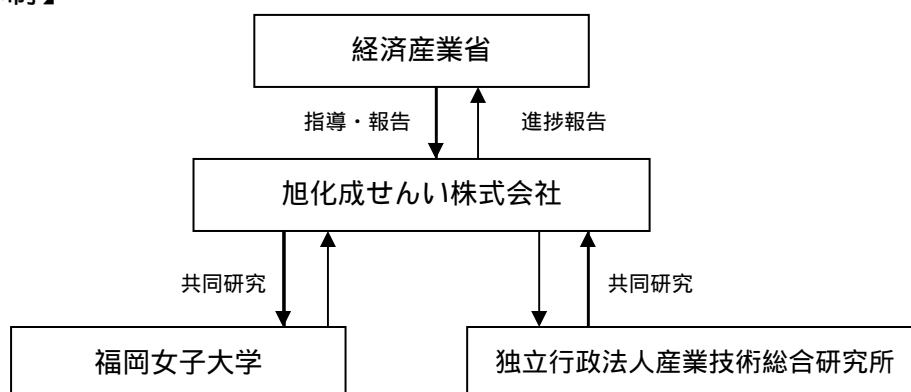 制】
経済産業省
指導・報告 進捗報告
旭化成せんい株式会社
共同研究 共同研究
福岡女子大学 独立行政法人産業技術総合研究所